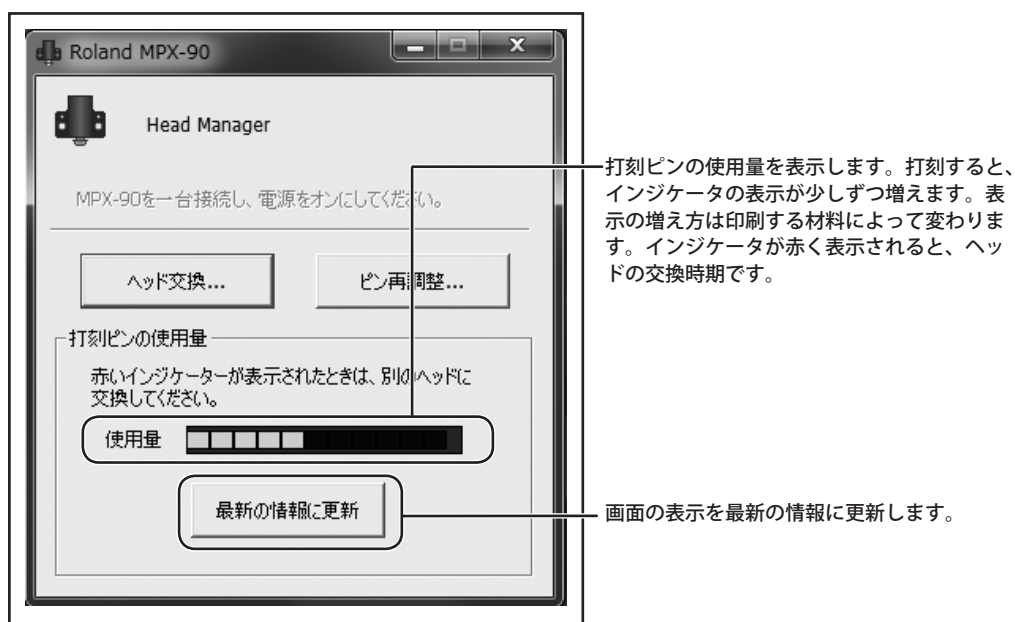 Roland MPX-90
Head Manager
MPX-90を一台接続し、電源をオンにしてください。
ヘッド交換...
ピン再調整...
打刻ピンの使用量
赤いインジケーターが表示されたときは、別のヘッドに
交換してください。
使用量
最新の情報に更新
打刻ピンの使用量を表示します。打刻すると、
インジケータの表示が少しずつ増えます。表
示の増え方は印刷する材料によって変わりま
す。インジケータが赤く表示されると、ヘッ
ドの交換時期です。
画面の表示を最新の情報に更新します。